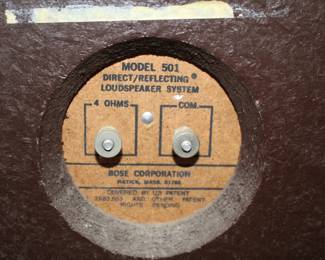 MODEL 501
DIRECT/REFLECTING®
LOUDSPEAKER SYSTEM
4 OHMS COM.
BOSE CORPORATION
NATICK, MASS. 01760
COVERED BY U.S. PATENT
AND OTHER PATENT
RIGHTS PENDING